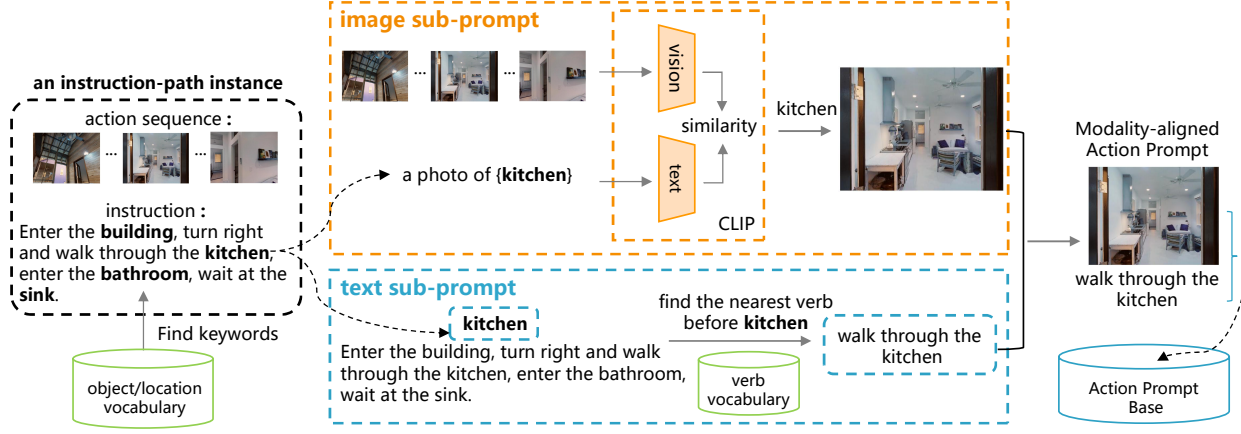 an instruction-path instance
action sequence :
...
...
instruction :
Enter the building, turn right
and walk through the kitchen,
enter the bathroom, wait at the
sink.
Find keywords
object/location
vocabulary
image sub-prompt
...
...
vision
similarity
text
a photo of {kitchen}
CLIP
kitchen
text sub-prompt
kitchen
Enter the building, turn right and walk
through the kitchen, enter the bathroom,
wait at the sink.
find the nearest verb
before kitchen
verb
vocabulary
walk through the
kitchen
Modality-aligned
Action Prompt
walk through the
kitchen
Action Prompt
Base